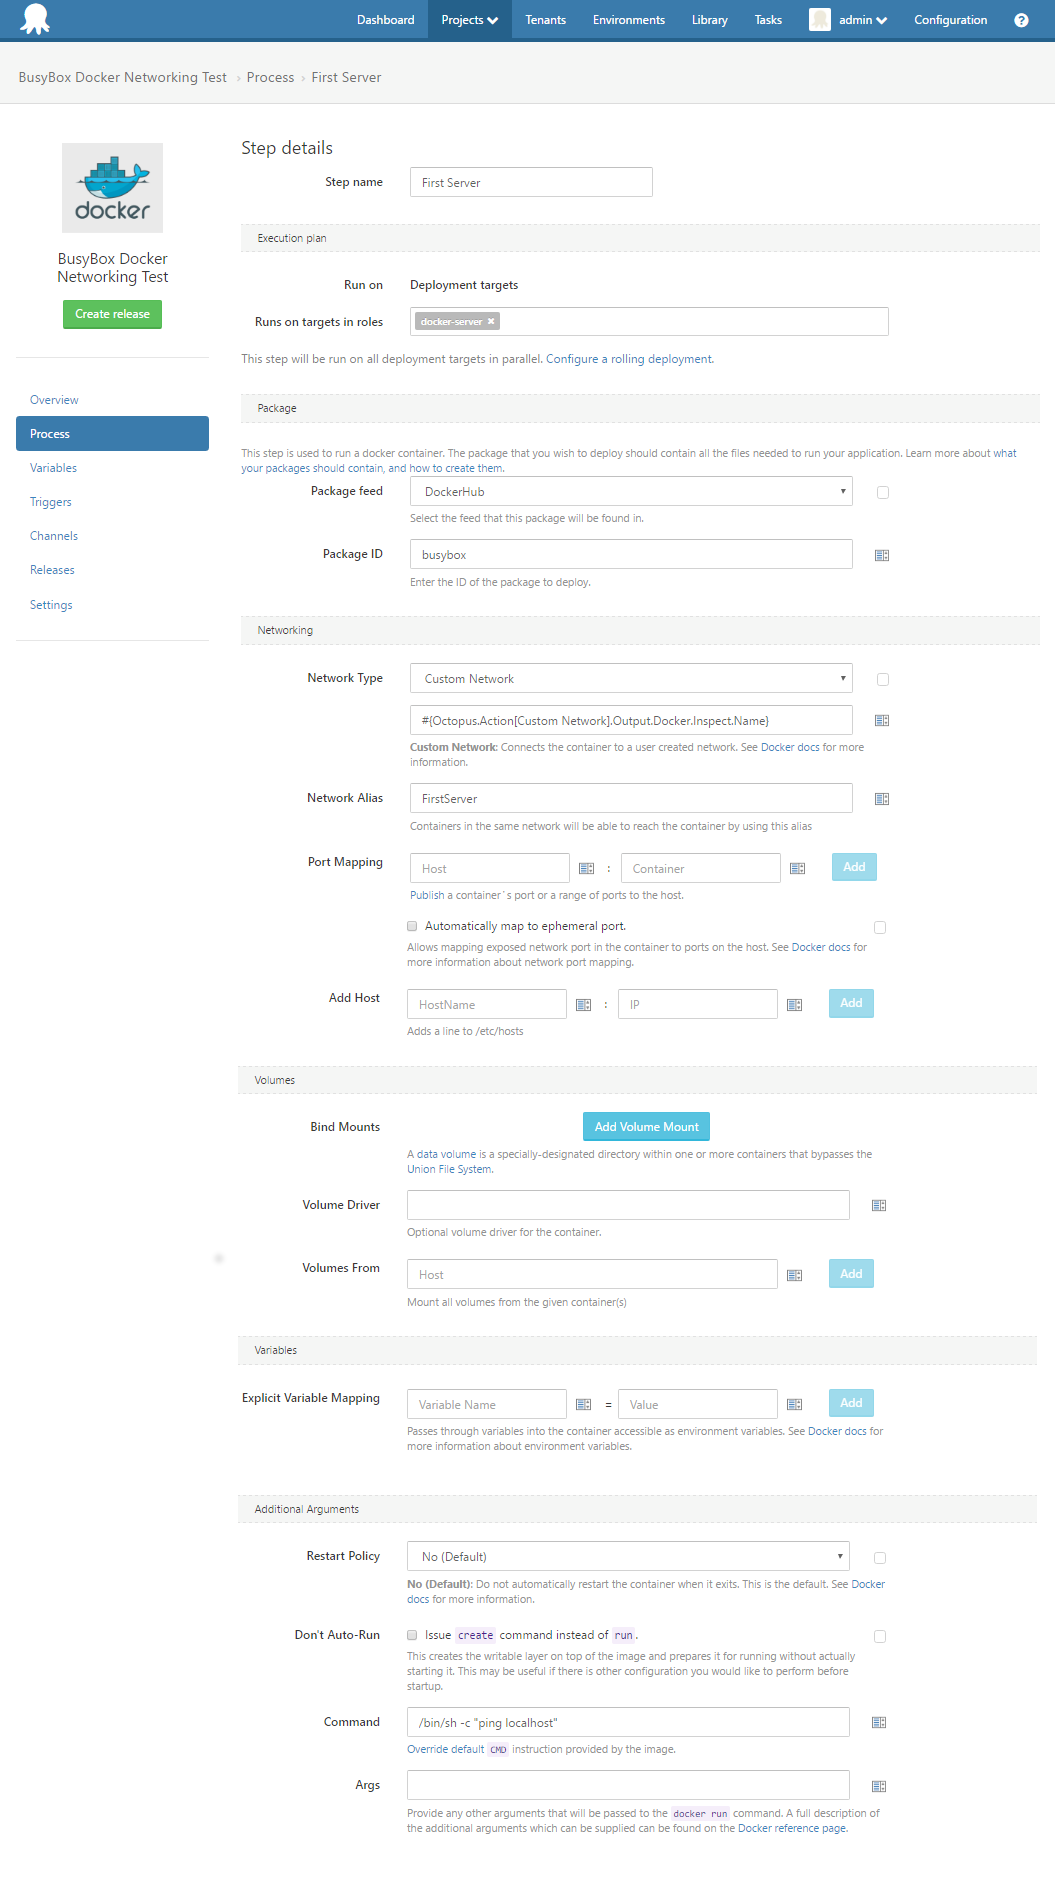 Dashboard Projects Tenants Environments Library Tasks admin Configuration ?
BusyBox Docker Networking Test › Process › First Server
docker
BusyBox Docker
Networking Test
Create release
Overview
Process
Variables
Triggers
Channels
Releases
Settings
Step details
Step name First Server
Execution plan
Run on Deployment targets
Runs on targets in roles docker-server ×
This step will be run on all deployment targets in parallel. Configure a rolling deployment.
Package
This step is used to run a docker container. The package that you wish to deploy should contain all the files needed to run your application. Learn more about what
your packages should contain, and how to create them.
Package feed DockerHub
Select the feed that this package will be found in.
Package ID busybox
Enter the ID of the package to deploy.
Networking
Network Type Custom Network
#{Octopus.Action[Custom Network].Output.Docker.Inspect.Name}
Custom Network: Connects the container to a user created network. See Docker docs for more
information.
Network Alias FirstServer
Containers in the same network will be able to reach the container by using this alias
Port Mapping Host : Container Add
Publish a container`s port or a range of ports to the host.
Automatically map to ephemeral port.
Allows mapping exposed network port in the container to ports on the host. See Docker docs for
more information about network port mapping.
Add Host HostName : IP Add
Adds a line to /etc/hosts
Volumes
Bind Mounts Add Volume Mount
A data volume is a specially-designated directory within one or more containers that bypasses the
Union File System.
Volume Driver
Optional volume driver for the container.
Volumes From Host Add
Mount all volumes from the given container(s)
Variables
Explicit Variable Mapping Variable Name = Value Add
Passes through variables into the container accessible as environment variables. See Docker docs for
more information about environment variables.
Additional Arguments
Restart Policy No (Default)
No (Default): Do not automatically restart the container when it exits. This is the default. See Docker
docs for more information.
Don't Auto-Run Issue create command instead of run.
This creates the writable layer on top of the image and prepares it for running without actually
starting it. This may be useful if there is other configuration you would like to perform before
startup.
Command /bin/sh -c "ping localhost"
Override default CMD instruction provided by the image.
Args
Provide any other arguments that will be passed to the docker run command. A full description of
the additional arguments which can be supplied can be found on the Docker reference page.